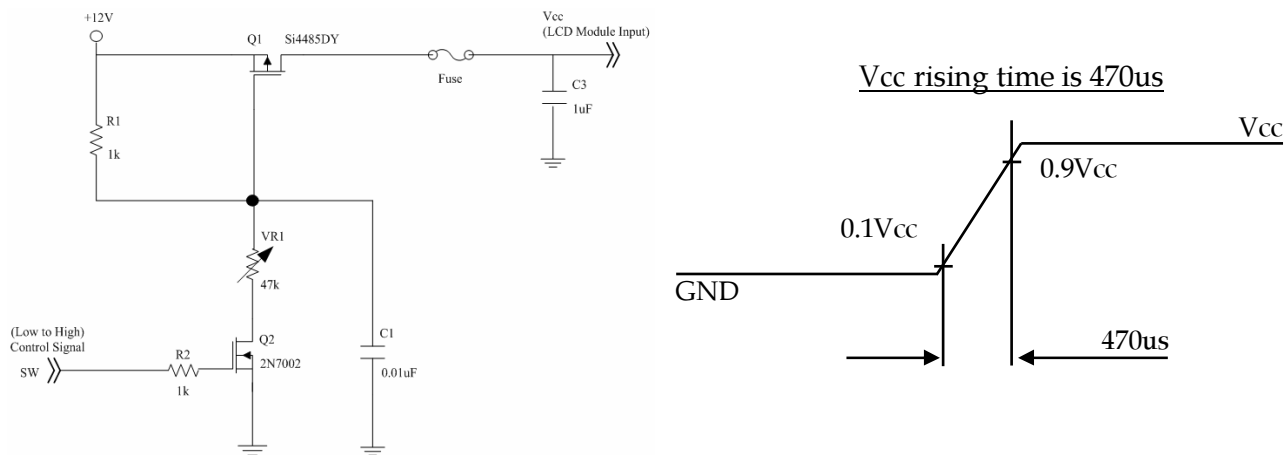 +12V
Q1
Si4485DY
Vcc
(LCD Module Input)
Fuse
C3
1uF
R1
1k
VR1
47k
(Low to High)
Control Signal
SW
R2
1k
Q2
2N7002
C1
0.01uF
Vcc rising time is 470us
Vcc
0.9Vcc
0.1Vcc
GND
470us